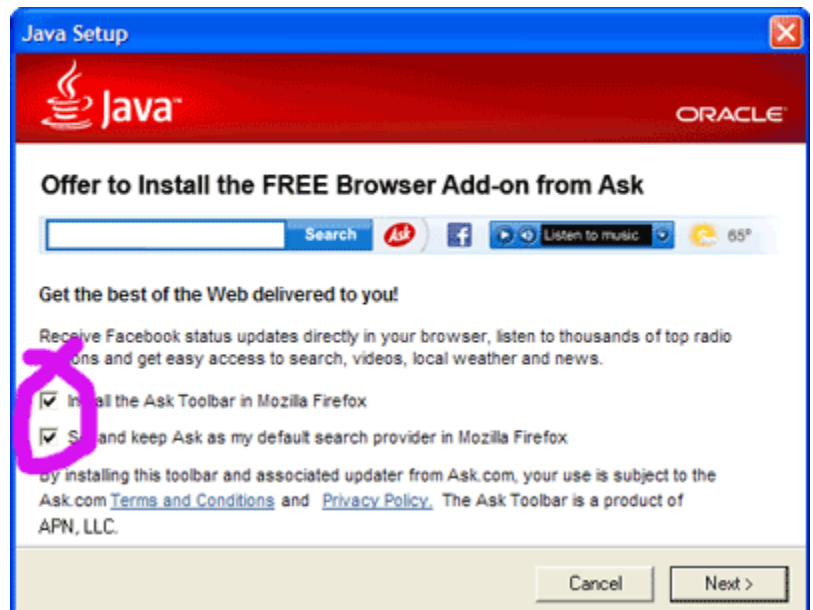 Java Setup
Java™
ORACLE®
Offer to Install the FREE Browser Add-on from Ask
Search Ask Listen to music 65°
Get the best of the Web delivered to you!
Receive Facebook status updates directly in your browser, listen to thousands of top radio
and get easy access to search, videos, local weather and news.
the Ask Toolbar in Mozilla Firefox
and keep Ask as my default search provider in Mozilla Firefox
By installing this toolbar and associated updater from Ask.com, your use is subject to the
Ask.com Terms and Conditions and Privacy Policy. The Ask Toolbar is a product of
APN, LLC.
Cancel Next >